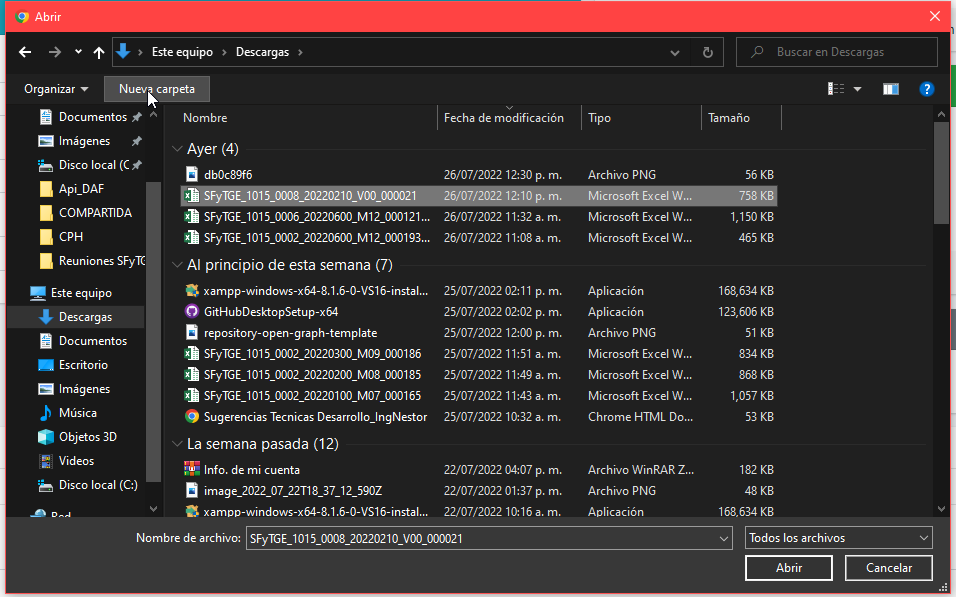 Abrir
Este equipo > Descargas >
Buscar en Descargas
Organizar
Nueva carpeta
Documentos
Imágenes
Disco local (C
Api_DAF
COMPARTIDA
CPH
Reuniones SFyTG
Este equipo
Descargas
Documentos
Escritorio
Imágenes
Música
Objetos 3D
Videos
Disco local (C:)
Red
Nombre Fecha de modificación Tipo Tamaño
Ayer (4)
db0c89f6 26/07/2022 12:30 p. m. Archivo PNG 56 KB
SFyTGE_1015_0008_20220210_V00_000021 26/07/2022 12:10 p. m. Microsoft Excel W... 758 KB
SFyTGE_1015_0006_20220600_M12_000121... 26/07/2022 11:32 a. m. Microsoft Excel W... 1,150 KB
SFyTGE_1015_0002_20220600_M12_000193... 26/07/2022 11:08 a. m. Microsoft Excel W... 465 KB
Al principio de esta semana (7)
xampp-windows-x64-8.1.6-0-VS16-instal... 25/07/2022 02:11 p. m. Aplicación 168,634 KB
GitHubDesktopSetup-x64 25/07/2022 02:02 p. m. Aplicación 123,606 KB
repository-open-graph-template 25/07/2022 12:00 p. m. Archivo PNG 51 KB
SFyTGE_1015_0002_20220300_M09_000186 25/07/2022 11:51 a. m. Microsoft Excel W... 834 KB
SFyTGE_1015_0002_20220200_M08_000185 25/07/2022 11:49 a. m. Microsoft Excel W... 868 KB
SFyTGE_1015_0002_20220100_M07_000165 25/07/2022 11:43 a. m. Microsoft Excel W... 1,057 KB
Sugerencias Tecnicas Desarrollo_IngNestor 25/07/2022 10:32 a. m. Chrome HTML Do... 53 KB
La semana pasada (12)
Info. de mi cuenta 22/07/2022 04:07 p. m. Archivo WinRAR Z... 182 KB
image_2022_07_22T18_37_12_590Z 22/07/2022 01:37 p. m. Archivo PNG 48 KB
xampp-windows-x64-8.1.6-0-VS16-instal... 22/07/2022 10:16 a. m. Aplicación 168,634 KB
Nombre de archivo: SFyTGE_1015_0008_20220210_V00_000021
Todos los archivos
Abrir
Cancelar